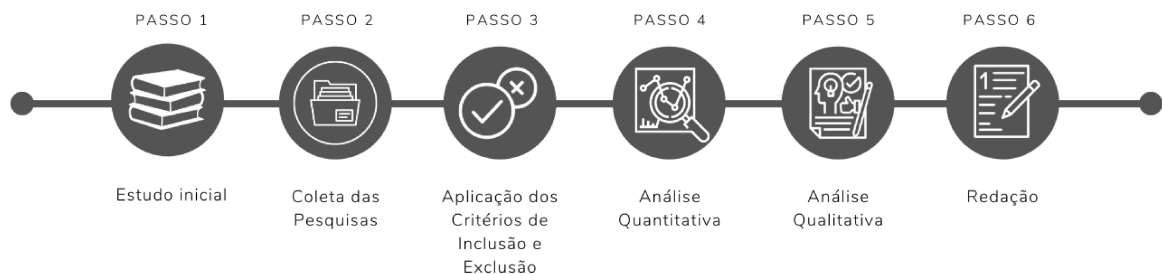 PASSO 1
PASSO 2
PASSO 3
PASSO 4
PASSO 5
PASSO 6
1
Estudo inicial
Coleta das
Pesquisas
Aplicação dos
Critérios de
Inclusão e
Exclusão
Análise
Quantitativa
Análise
Qualitativa
Redação